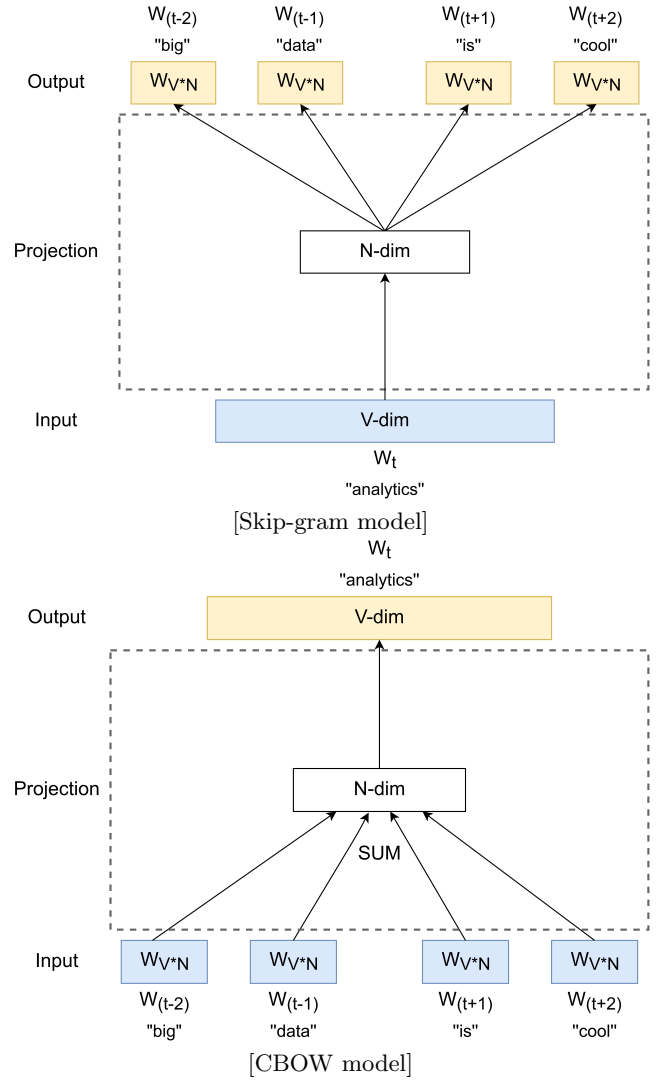 W(t-2) W(t-1) W(t+1) W(t+2)
"big" "data" "is" "cool"
Output WV*N WV*N WV*N WV*N
Projection N-dim
Input V-dim
Wt
"analytics"
[Skip-gram model]
Wt
"analytics"
Output V-dim
Projection N-dim
SUM
Input WV*N WV*N WV*N WV*N
W(t-2) W(t-1) W(t+1) W(t+2)
"big" "data" "is" "cool"
[CBOW model]